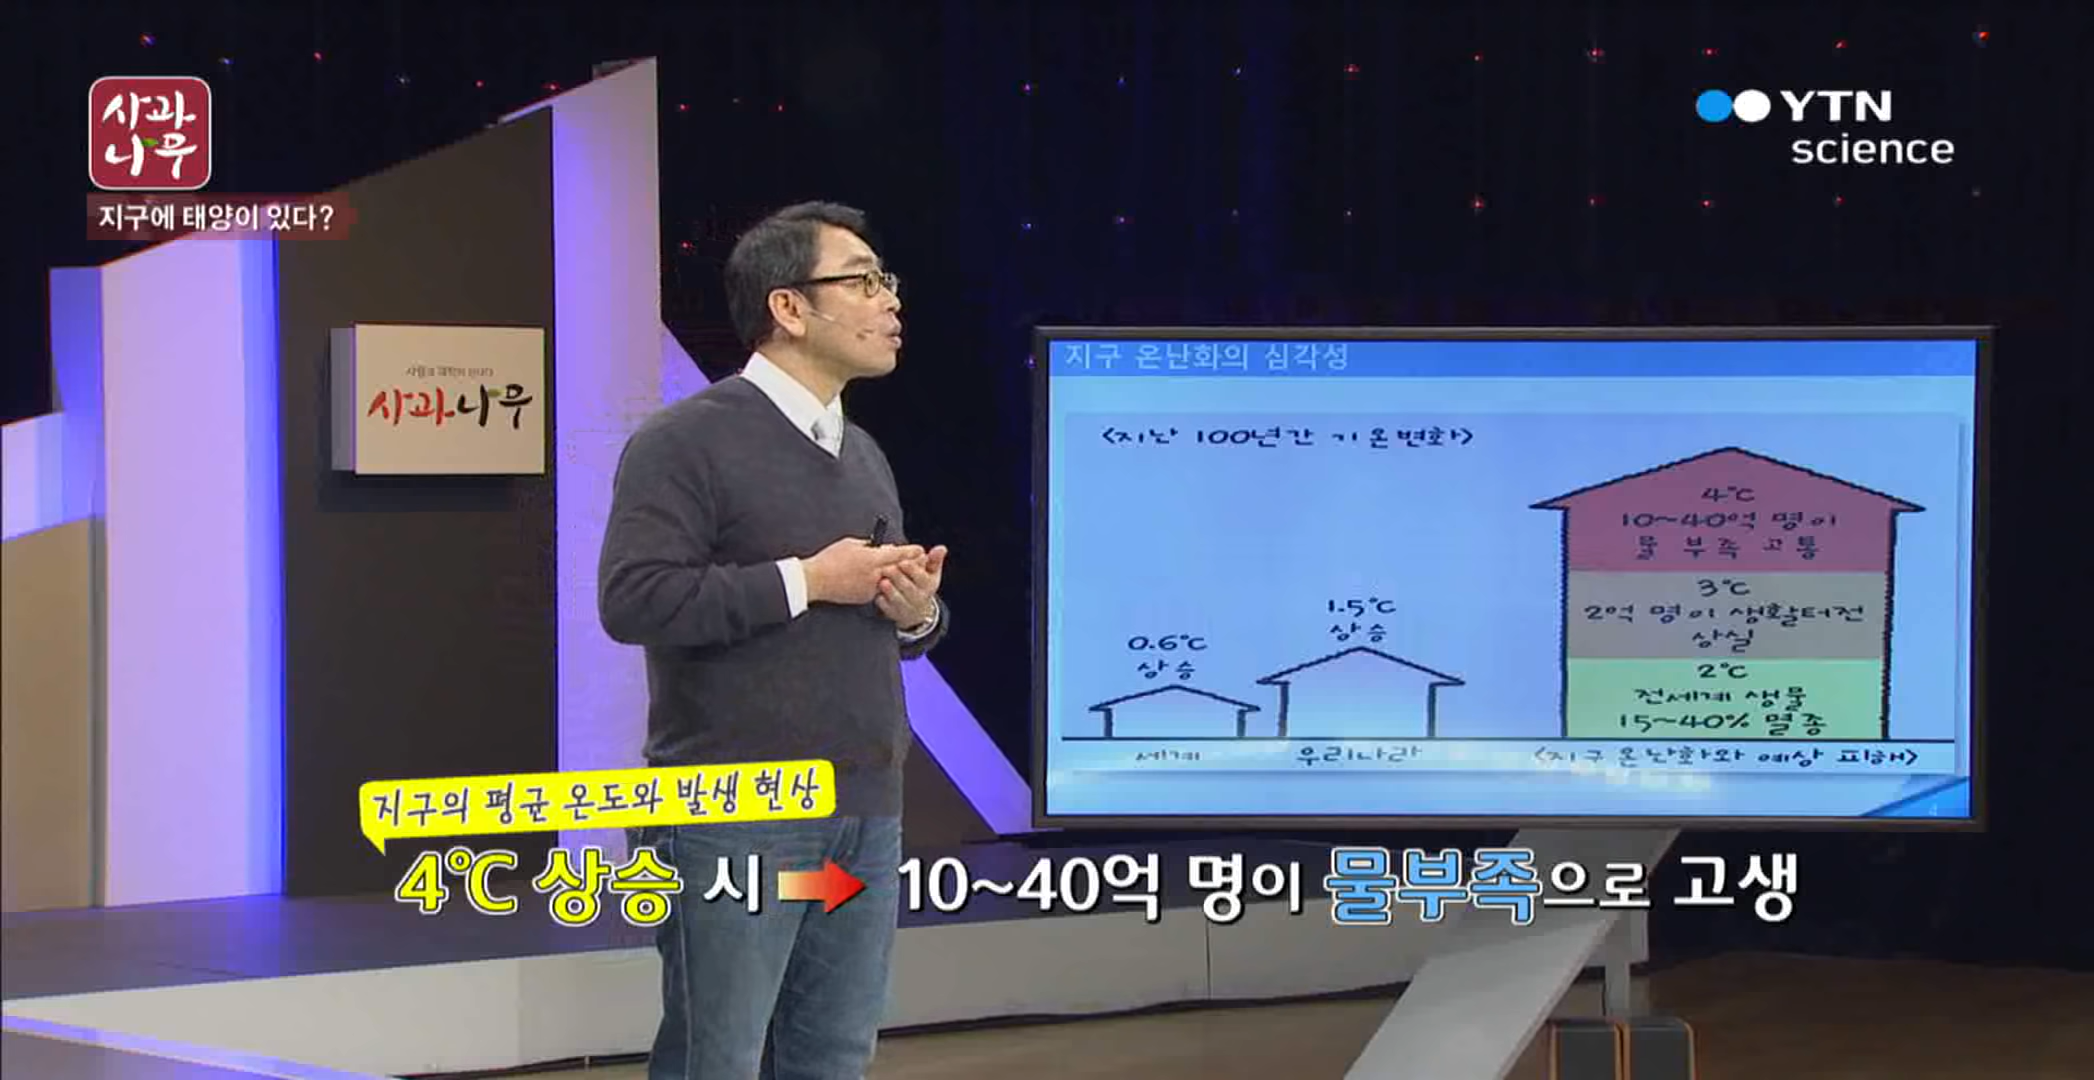 사과
나무
지구에 태양이 있다?
YTN
science
사과나무
지구 온난화의 심각성
<지난 100년간 기온변화>
0.6℃
상승
1.5℃
상승
4℃
10~40억 명이
물 부족 고통
3℃
2억 명이 생활터전
상실
2℃
전세계 생물
15~40% 멸종
세계
우리나라
<지구 온난화와 예상 피해>
4
지구의 평균 온도와 발생 현상
4℃ 상승 시 → 10~40억 명이 물부족으로 고생